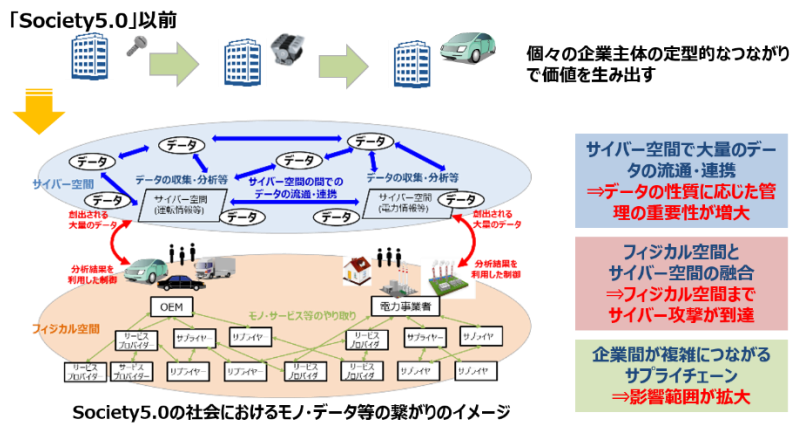 「Society5.0」以前
個々の企業主体の定型的なつながり
で価値を生み出す
データ
データ
データ
データ
データの収集・分析等
データの収集・分析等
サイバー空間の間での
データの流通・連携
サイバー空間
サイバー空間
(運転情報等)
サイバー空間
(電力情報等)
データ
データ
データ
データ
創出される
大量のデータ
創出される
大量のデータ
分析結果を
利用した制御
分析結果を
利用した制御
OEM
電力事業者
モノ・サービス等のやり取り
フィジカル空間
サービス
プロバイダー
サプライヤー
サプライヤ
サービス
プロバイダ
サプライヤー
サプライヤ
サービス
プロバイダー
サービス
プロバイダー
サプライヤー
サプライヤー
サービス
プロバイダ
サービス
プロバイダ
サプライヤ
サプライヤ
Society5.0の社会におけるモノ・データ等の繋がりのイメージ
サイバー空間で大量のデー
タの流通・連携
⇒データの性質に応じた管
理の重要性が増大
フィジカル空間と
サイバー空間の融合
⇒フィジカル空間まで
サイバー攻撃が到達
企業間が複雑につながる
サプライチェーン
⇒影響範囲が拡大